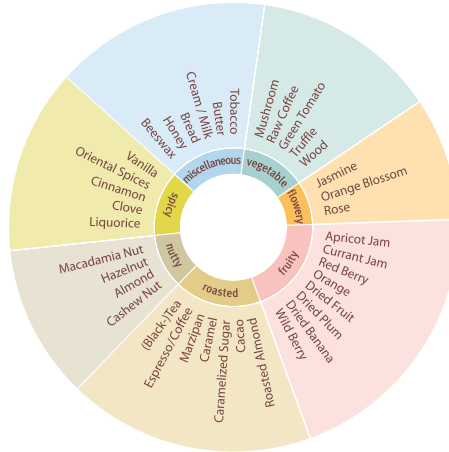 miscellaneous
Beeswax
Honey
Bread
Cream / Milk
Butter
Tobacco
vegetable
Mushroom
Raw Coffee
Green Tomato
Truffle
Wood
flowery
Jasmine
Orange Blossom
Rose
fruity
Apricot Jam
Currant Jam
Red Berry
Orange
Dried Fruit
Dried Plum
Dried Banana
Wild Berry
roasted
(Black-)Tea
Espresso/Coffee
Marzipan
Caramel
Caramelized Sugar
Cacao
Roasted Almond
nutty
Macadamia Nut
Hazelnut
Almond
Cashew Nut
spicy
Vanilla
Oriental Spices
Cinnamon
Clove
Liquorice